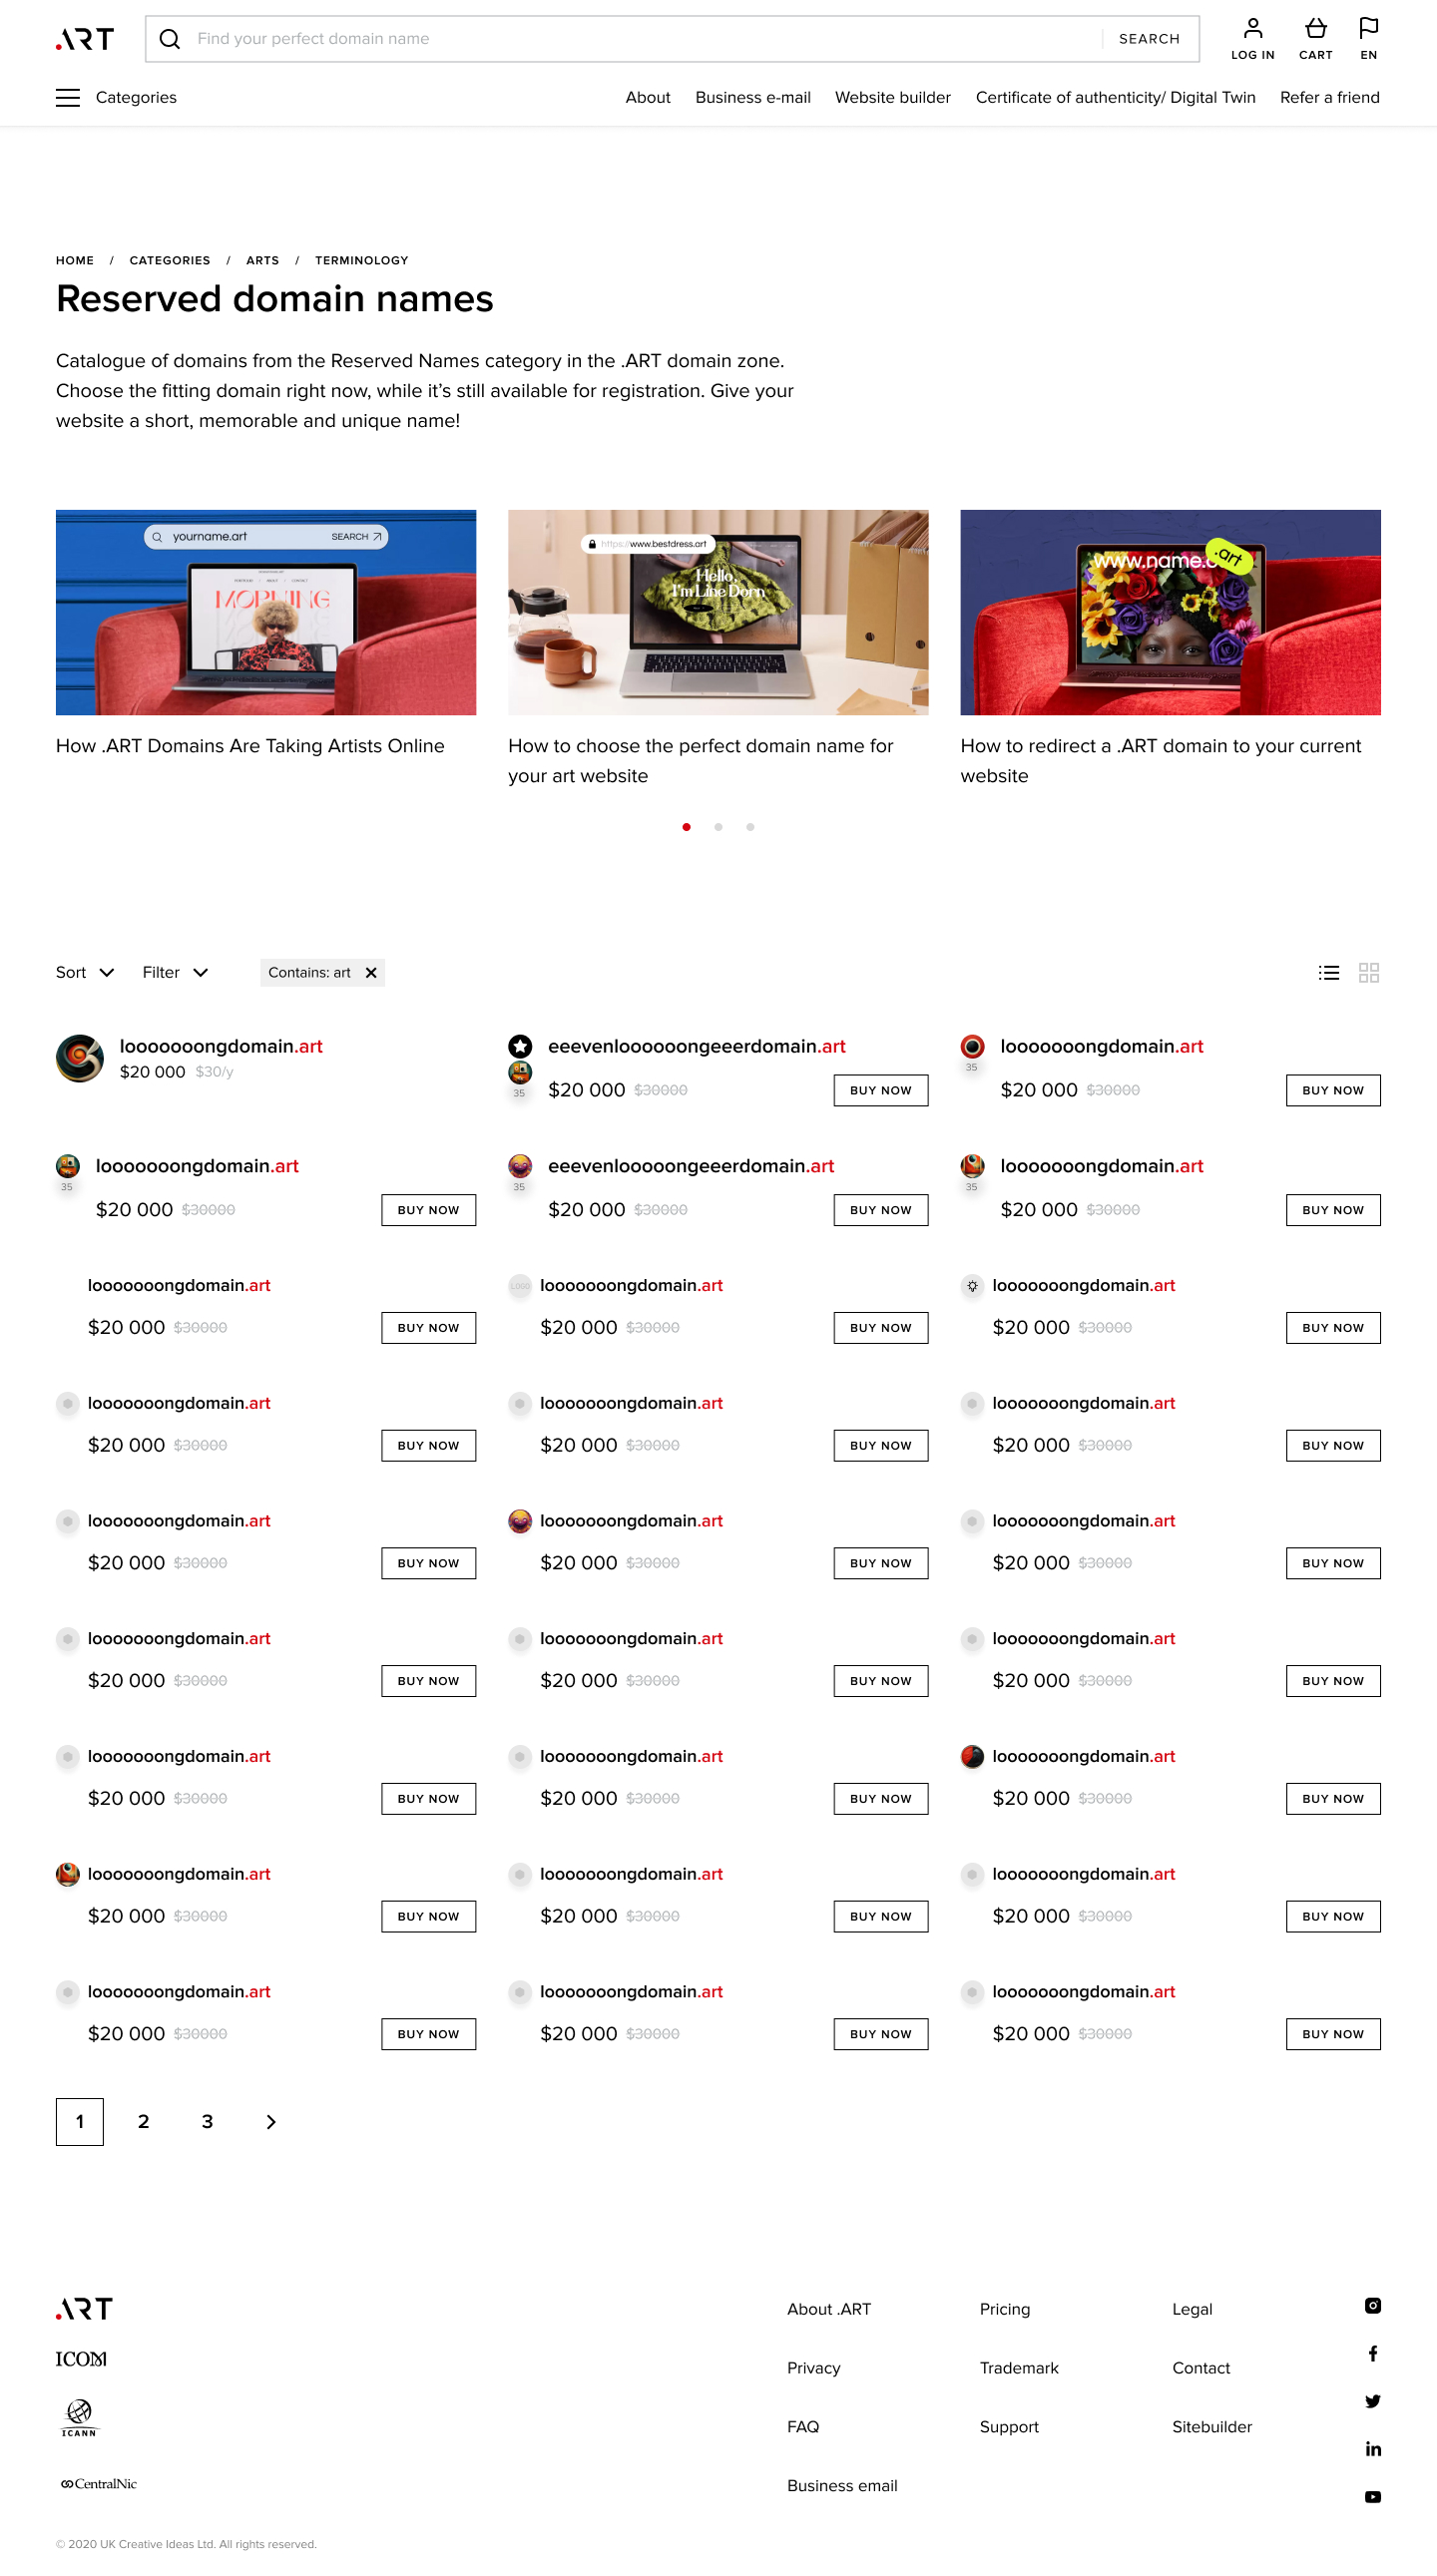 .ART
Find your perfect domain name
SEARCH
LOG IN
CART
EN
Categories
About
Business e-mail
Website builder
Certificate of authenticity/ Digital Twin
Refer a friend
HOME / CATEGORIES / ARTS / TERMINOLOGY
Reserved domain names
Catalogue of domains from the Reserved Names category in the .ART domain zone.
Choose the fitting domain right now, while it’s still available for registration. Give your
website a short, memorable and unique name!
yourname.art
SEARCH
MORNING
https://www.bestdress.art
Hello,
I'm Line Dorn
www.name.
.art
How .ART Domains Are Taking Artists Online
How to choose the perfect domain name for
your art website
How to redirect a .ART domain to your current
website
Sort
Filter
Contains: art
looooooongdomain.art
$20 000 $30/y
eeevenloooooongeeerdomain.art
35
$20 000 $30000
BUY NOW
looooooongdomain.art
35
$20 000 $30000
BUY NOW
looooooongdomain.art
35
$20 000 $30000
BUY NOW
eeevenlooooongeeerdomain.art
35
$20 000 $30000
BUY NOW
looooooongdomain.art
35
$20 000 $30000
BUY NOW
looooooongdomain.art
$20 000 $30000
BUY NOW
LOGO
looooooongdomain.art
$20 000 $30000
BUY NOW
looooooongdomain.art
$20 000 $30000
BUY NOW
looooooongdomain.art
$20 000 $30000
BUY NOW
looooooongdomain.art
$20 000 $30000
BUY NOW
looooooongdomain.art
$20 000 $30000
BUY NOW
looooooongdomain.art
$20 000 $30000
BUY NOW
looooooongdomain.art
$20 000 $30000
BUY NOW
looooooongdomain.art
$20 000 $30000
BUY NOW
looooooongdomain.art
$20 000 $30000
BUY NOW
looooooongdomain.art
$20 000 $30000
BUY NOW
looooooongdomain.art
$20 000 $30000
BUY NOW
looooooongdomain.art
$20 000 $30000
BUY NOW
looooooongdomain.art
$20 000 $30000
BUY NOW
looooooongdomain.art
$20 000 $30000
BUY NOW
looooooongdomain.art
$20 000 $30000
BUY NOW
looooooongdomain.art
$20 000 $30000
BUY NOW
looooooongdomain.art
$20 000 $30000
BUY NOW
looooooongdomain.art
$20 000 $30000
BUY NOW
looooooongdomain.art
$20 000 $30000
BUY NOW
looooooongdomain.art
$20 000 $30000
BUY NOW
1 2 3
.ART
ICOM
ICANN
CentralNic
About .ART
Pricing
Legal
Privacy
Trademark
Contact
FAQ
Support
Sitebuilder
Business email
© 2020 UK Creative Ideas Ltd. All rights reserved.